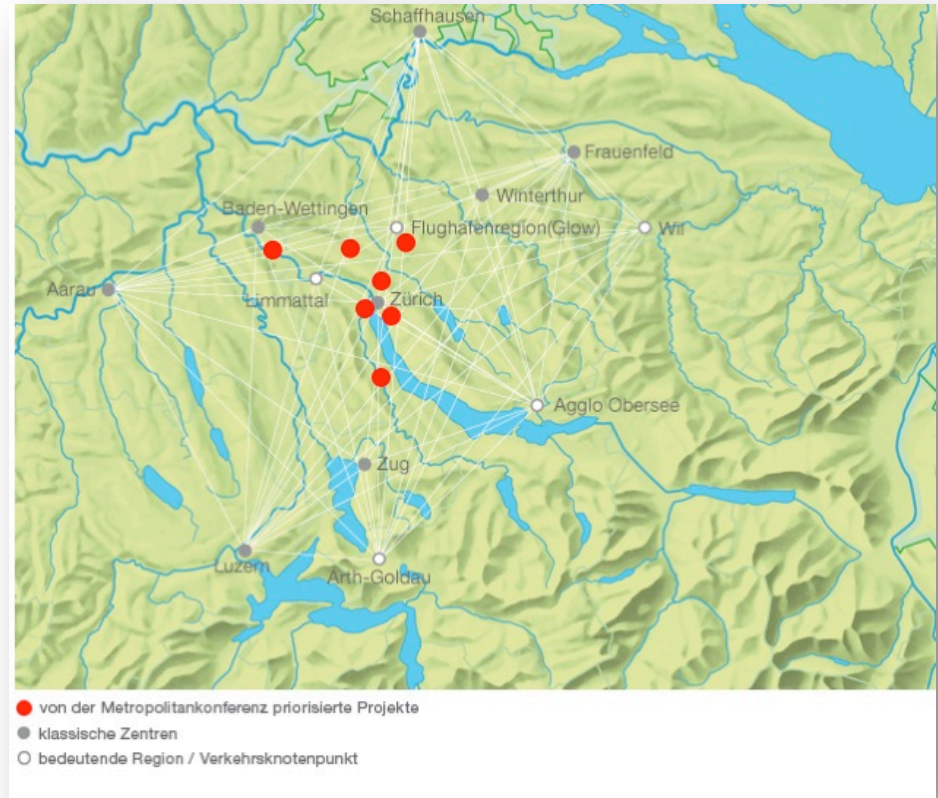 Schaffhausen
Frauenfeld
Winterthur
Baden-Wettingen
Flughafenregion(Glow)
Wil
Aarau
Limmattal
Zürich
Agglo Obersee
Zug
Luzern
Arth-Goldau
von der Metropolitankonferenz priorisierte Projekte
klassische Zentren
bedeutende Region / Verkehrsknotenpunkt